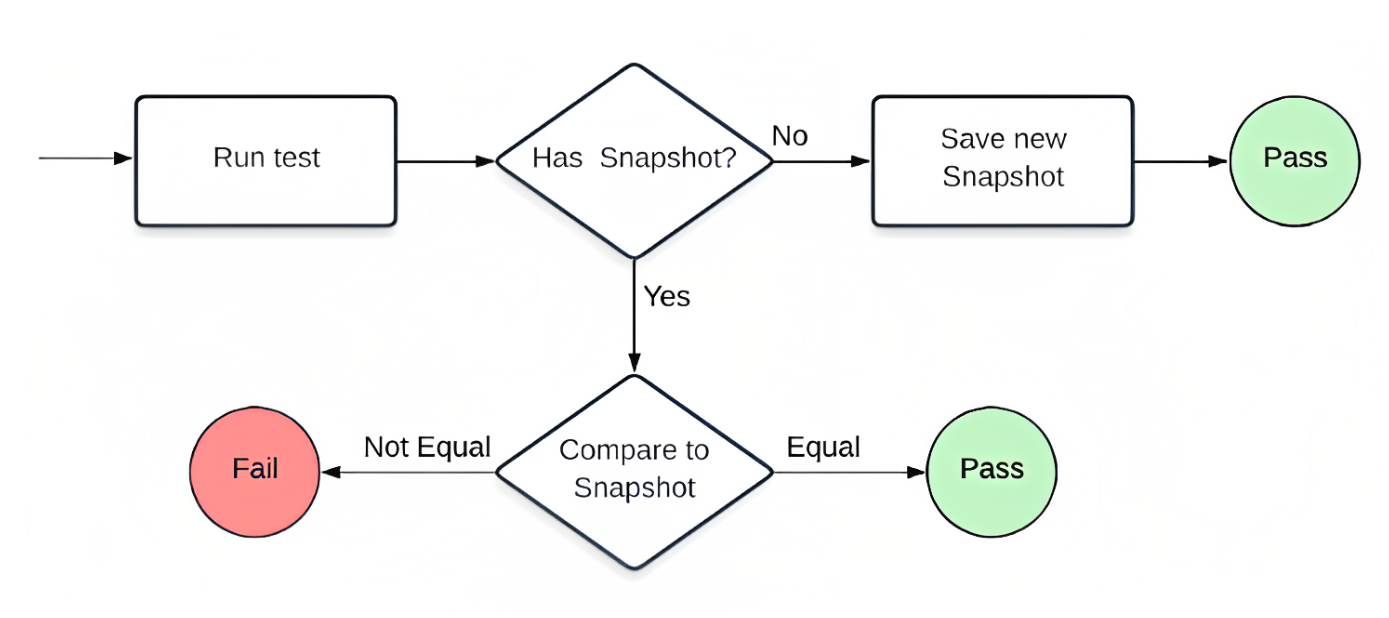 Run test
Has Snapshot?
No
Save new
Snapshot
Pass
Yes
Fail
Not Equal
Compare to
Snapshot
Equal
Pass